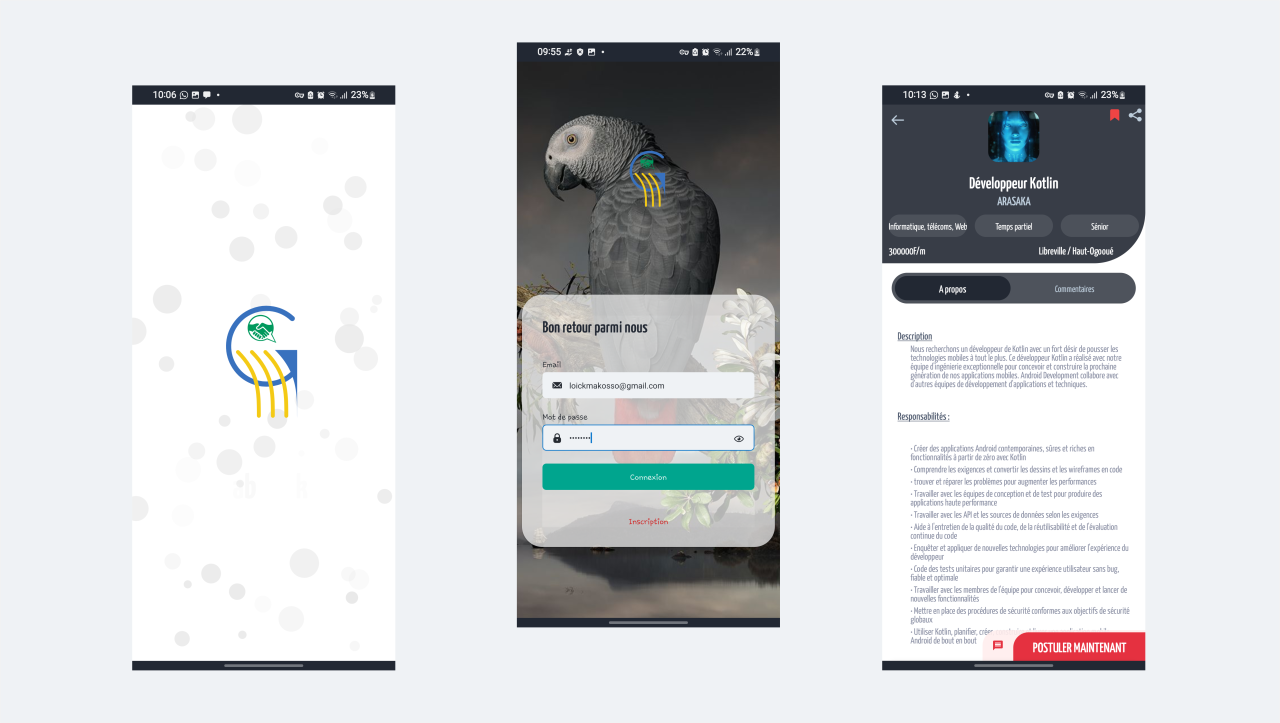 10:06
23%
09:55
22%
Bon retour parmi nous
Email
loickmakosso@gmail.com
Mot de passe
••••••••
Connexion
Inscription
10:13
23%
Développeur Kotlin
ARASAKA
Informatique, télécoms, Web
Temps partiel
Sénior
300000F/m
Libreville / Haut-Ogooué
A propos
Commentaires
Description
Nous recherchons un développeur de Kotlin avec un fort désir de pousser les
technologies mobiles à tout le plus. Ce développeur Kotlin a réalisé avec notre
équipe d'ingénierie exceptionnelle pour concevoir et construire la prochaine
génération de nos applications mobiles. Android Development collabore avec
d'autres équipes de développement d'applications et techniques.
Responsabilités :
• Créer des applications Android contemporaines, sûres et riches en
fonctionnalités à partir de zéro avec Kotlin
• Comprendre les exigences et convertir les dessins et les wireframes en code
• trouver et réparer les problèmes pour augmenter les performances
• Travailler avec les équipes de conception et de test pour produire des
applications haute performance
• Travailler avec les API et les sources de données selon les exigences
• Aide à l'entretien de la qualité du code, de la réutilisabilité et de l'évaluation
continue du code
• Enquêter et appliquer de nouvelles technologies pour améliorer l'expérience du
développeur
• Code des tests unitaires pour garantir une expérience utilisateur sans bug,
fiable et optimale
• Travailler avec les membres de l'équipe pour concevoir, développer et lancer de
nouvelles fonctionnalités
• Mettre en place des procédures de sécurité conformes aux objectifs de sécurité
globaux
• Utiliser Kotlin, planifier,
Android de bout en bout
POSTULER MAINTENANT